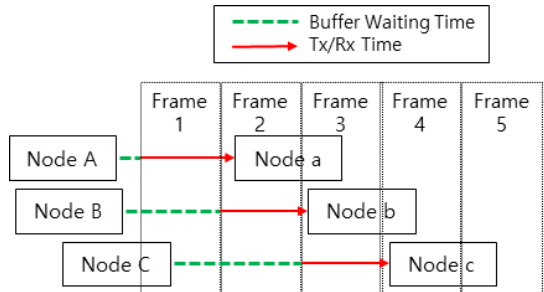 Buffer Waiting Time
Tx/Rx Time
Frame 1
Frame 2
Frame 3
Frame 4
Frame 5
Node A
Node a
Node B
Node b
Node C
Node c